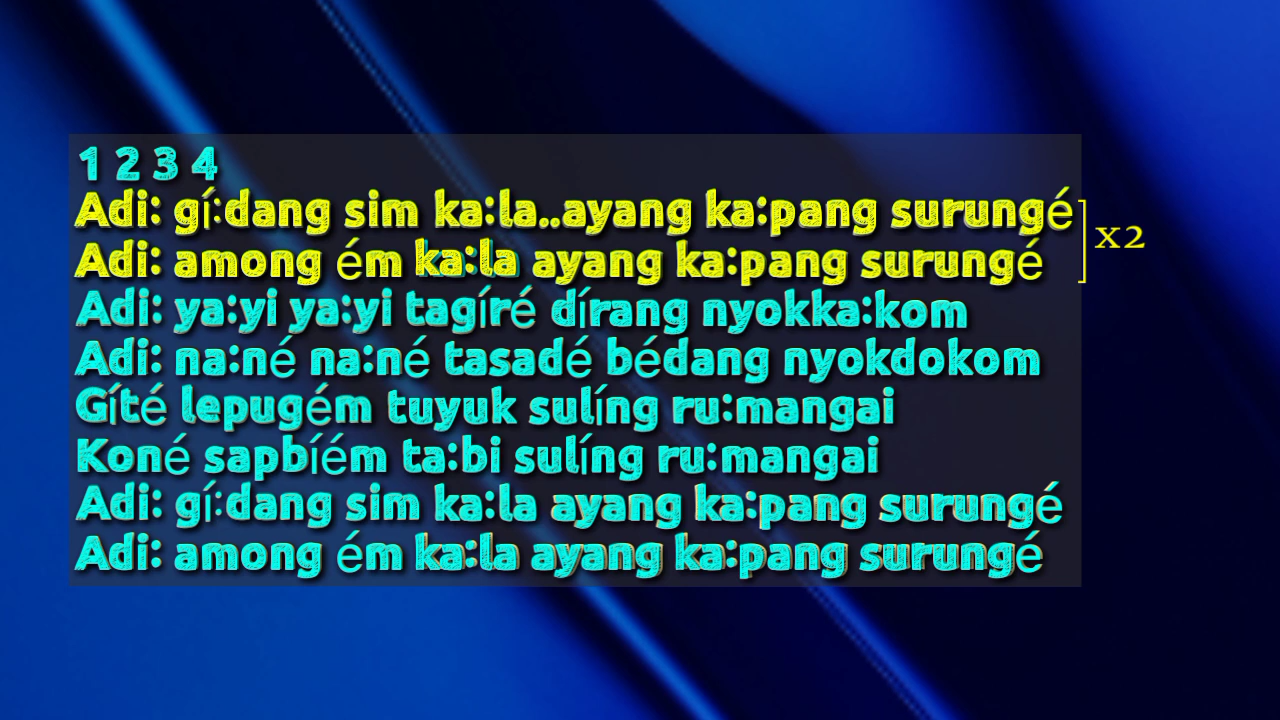 1 2 3 4
Adi: gí:dang sim ka:la..ayang ka:pang surungé
Adi: among ém ka:la ayang ka:pang surungé
x2
Adi: ya:yi ya:yi tagíré dírang nyokka:kom
Adi: na:né na:né tasadé bédang nyokdokom
Gíté lepugém tuyuk sulíng ru:mangai
Koné sapbíém ta:bi sulíng ru:mangai
Adi: gí:dang sim ka:la ayang ka:pang surungé
Adi: among ém ka:la ayang ka:pang surungé